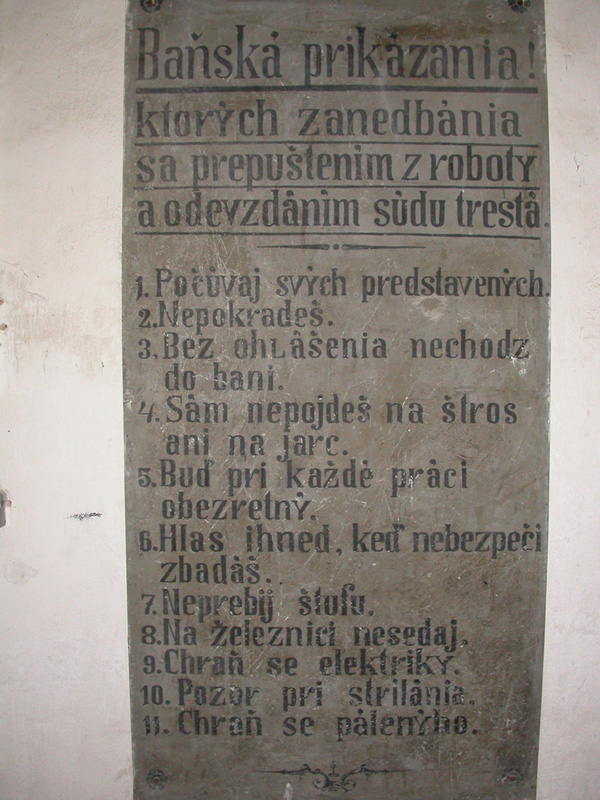 Baňská prikázania!
ktorých zanedbánia
sa prepuštenim z roboty
a odevzdánim súdu trestá.
1. Počúvaj svých predstavených.
2. Nepokradeš.
3. Bez ohlášenia nechodz
do bani.
4. Sám nepojdeš na štros
ani na jarc.
5. Buď pri každé práci
obezretný.
6. Hlas ihned, keď nebezpeči
zbadáš.
7. Neprebij štufu.
8. Na železnici nesedaj.
9. Chraň se elektriky.
10. Pozor pri strilánia.
11. Chraň se páleného.